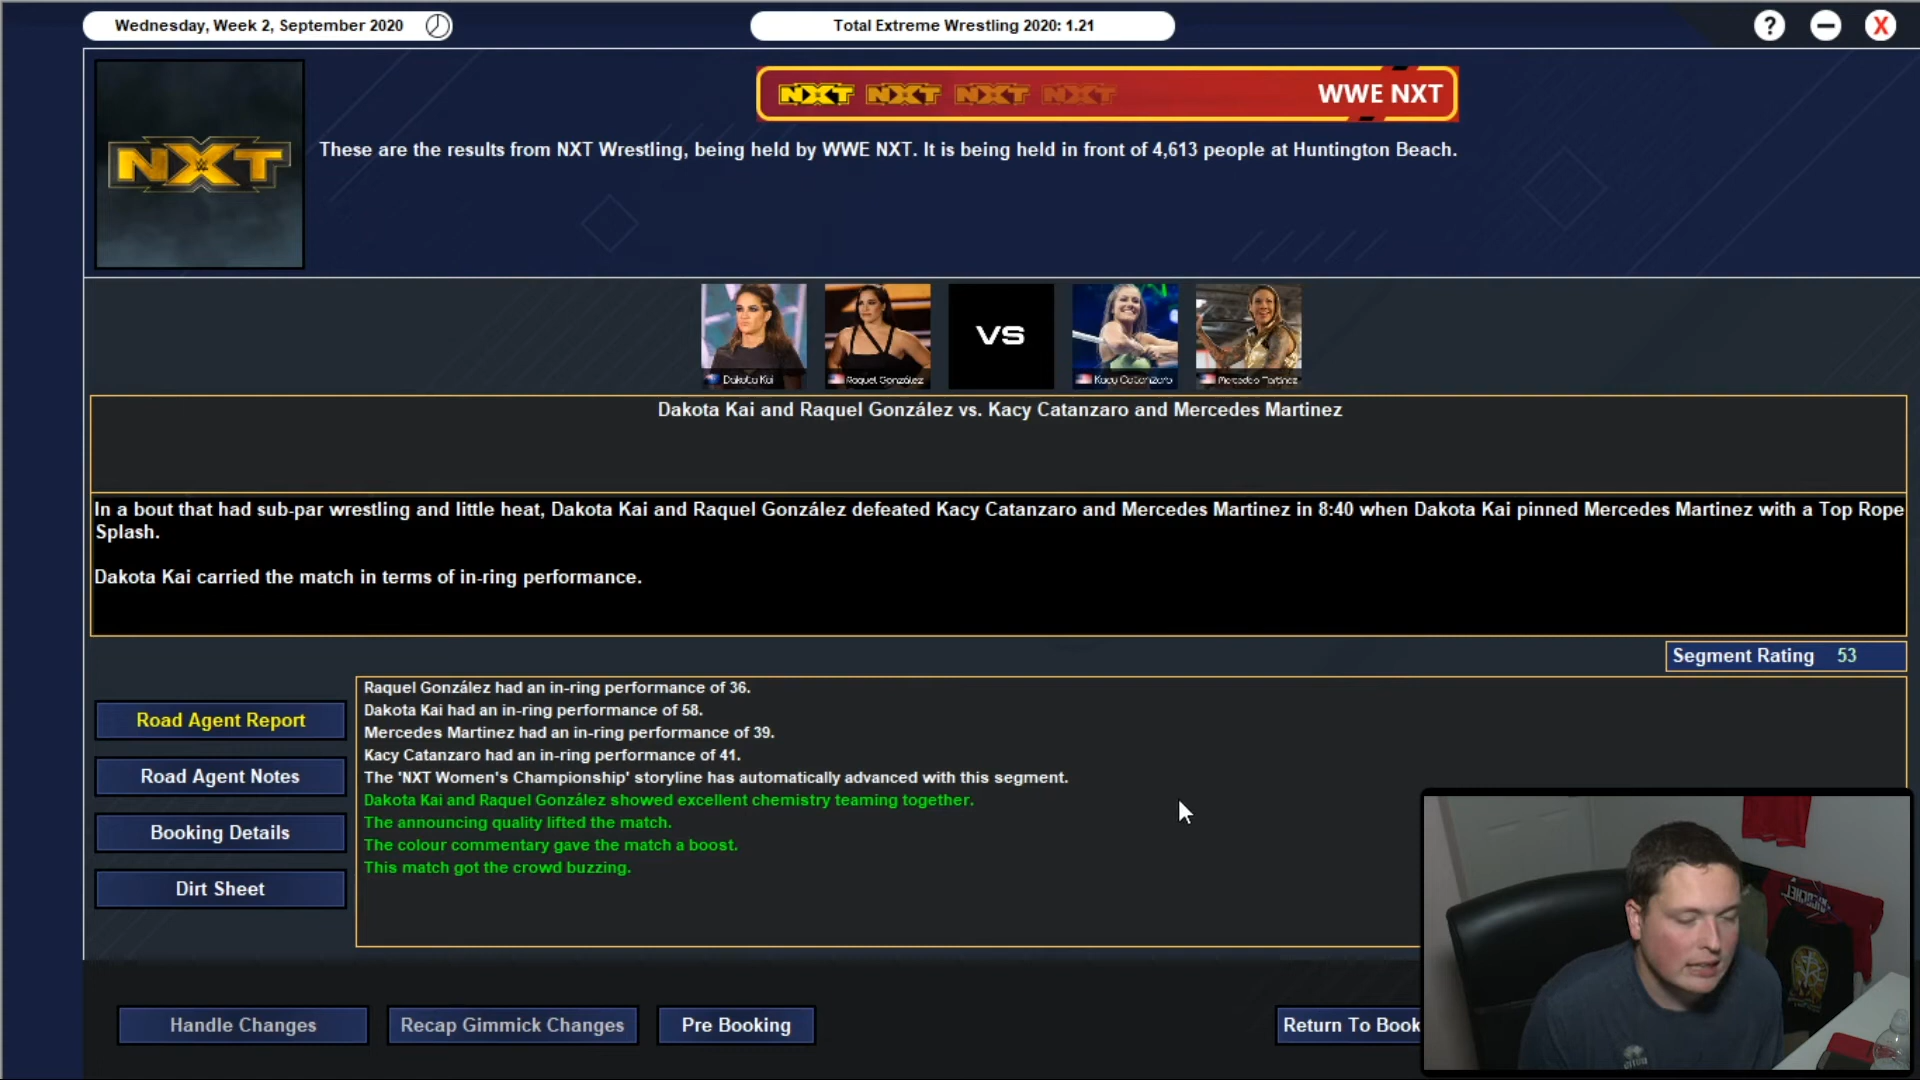 Wednesday, Week 2, September 2020
Total Extreme Wrestling 2020: 1.21
?
X
NXT NXT NXT NXT
WWE NXT
NXT
These are the results from NXT Wrestling, being held by WWE NXT. It is being held in front of 4,613 people at Huntington Beach.
VS
Dakota Kai
Raquel González
Kacy Catanzaro
Mercedes Martinez
Dakota Kai and Raquel González vs. Kacy Catanzaro and Mercedes Martinez
In a bout that had sub-par wrestling and little heat, Dakota Kai and Raquel González defeated Kacy Catanzaro and Mercedes Martinez in 8:40 when Dakota Kai pinned Mercedes Martinez with a Top Rope
Splash.
Dakota Kai carried the match in terms of in-ring performance.
Segment Rating 53
Road Agent Report
Road Agent Notes
Booking Details
Dirt Sheet
Raquel González had an in-ring performance of 36.
Dakota Kai had an in-ring performance of 58.
Mercedes Martinez had an in-ring performance of 39.
Kacy Catanzaro had an in-ring performance of 41.
The 'NXT Women's Championship' storyline has automatically advanced with this segment.
Dakota Kai and Raquel González showed excellent chemistry teaming together.
The announcing quality lifted the match.
The colour commentary gave the match a boost.
This match got the crowd buzzing.
Handle Changes
Recap Gimmick Changes
Pre Booking
Return To Book